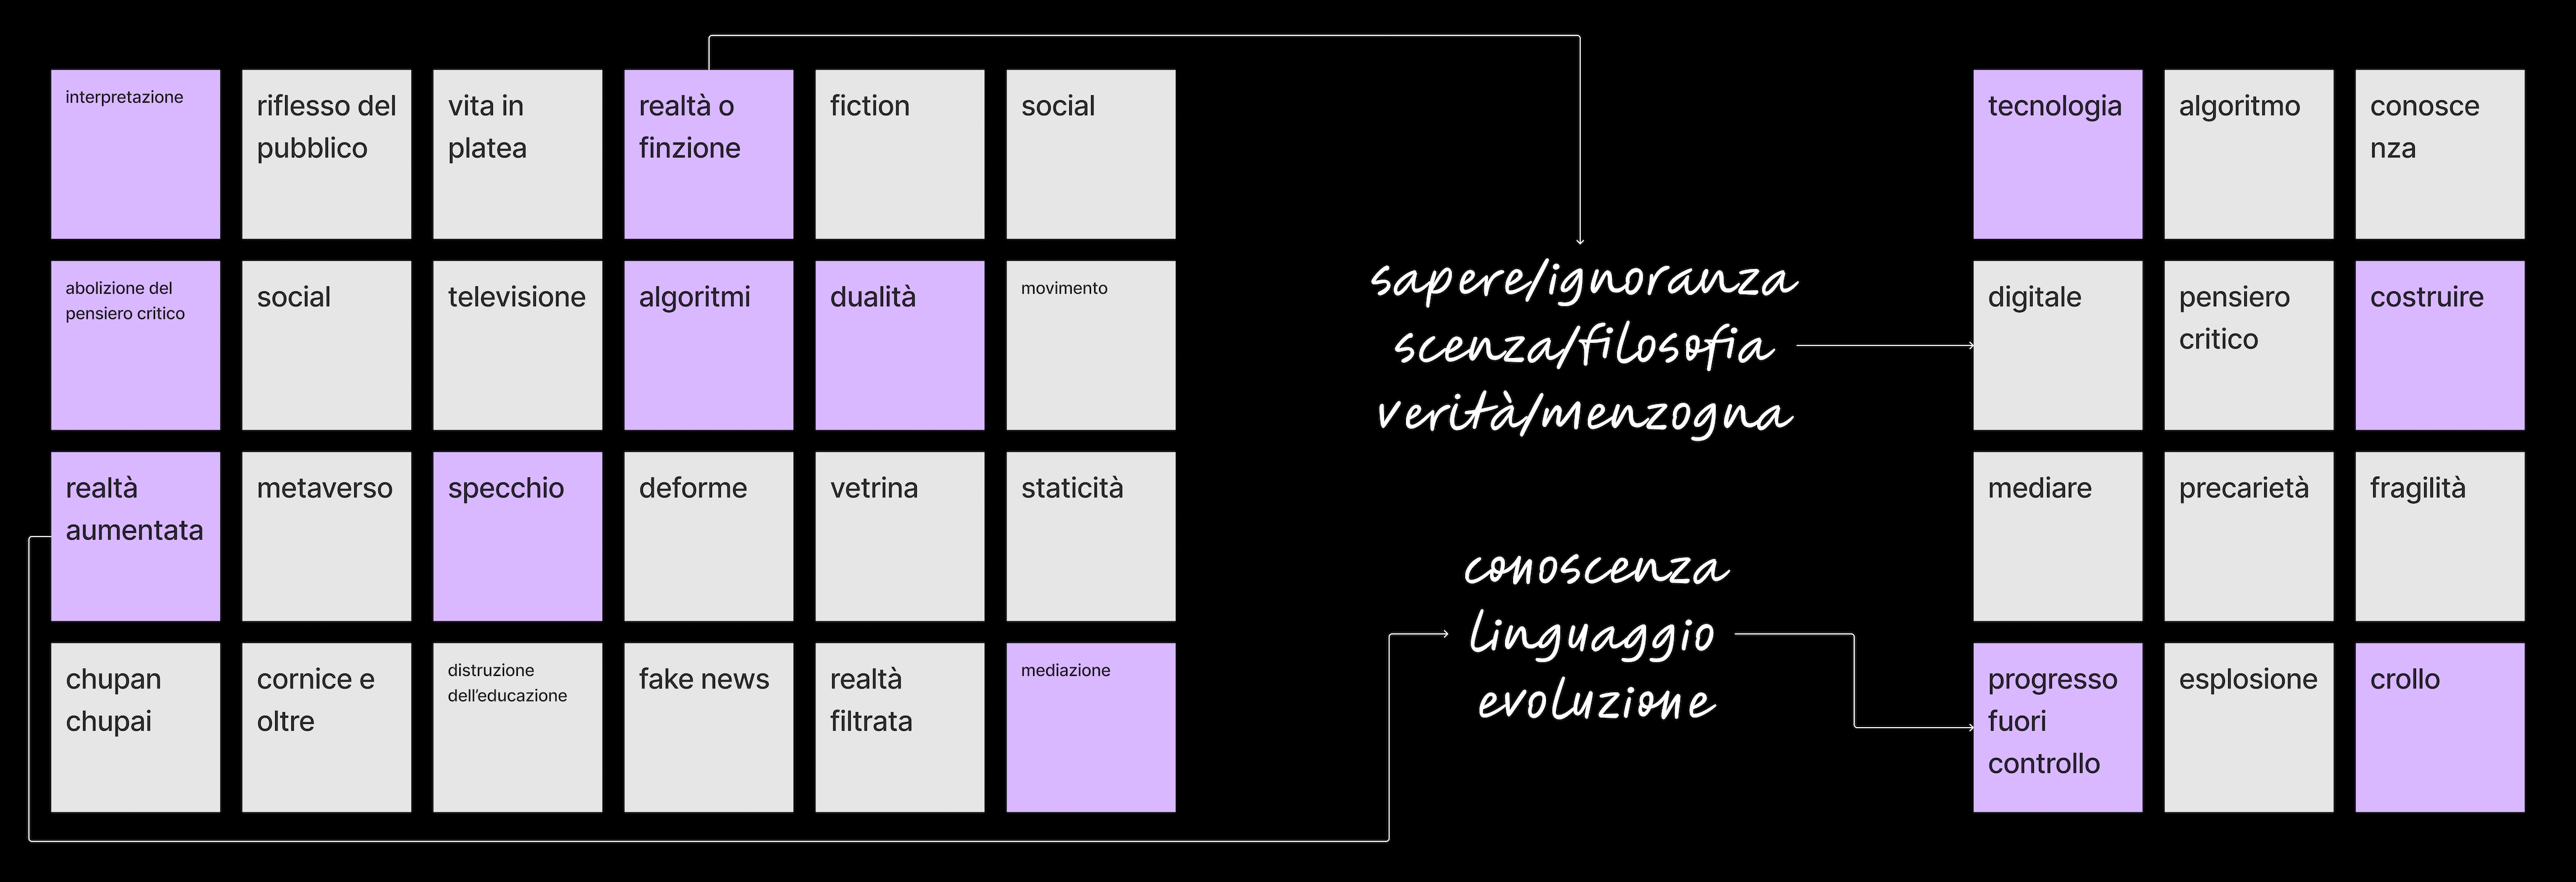 interpretazione
riflesso del
pubblico
vita in
platea
realtà o
finzione
fiction
social
abolizione del
pensiero critico
social
televisione
algoritmi
dualità
movimento
realtà
aumentata
metaverso
specchio
deforme
vetrina
staticità
chupan
chupai
cornice e
oltre
distruzione
dell'educazione
fake news
realtà
filtrata
mediazione
sapere/ignoranza
scenza/filosofia
verità/menzogna
conoscenza
linguaggio
evoluzione
tecnologia
algoritmo
conosce
nza
digitale
pensiero
critico
costruire
mediare
precarietà
fragilità
progresso
fuori
controllo
esplosione
crollo